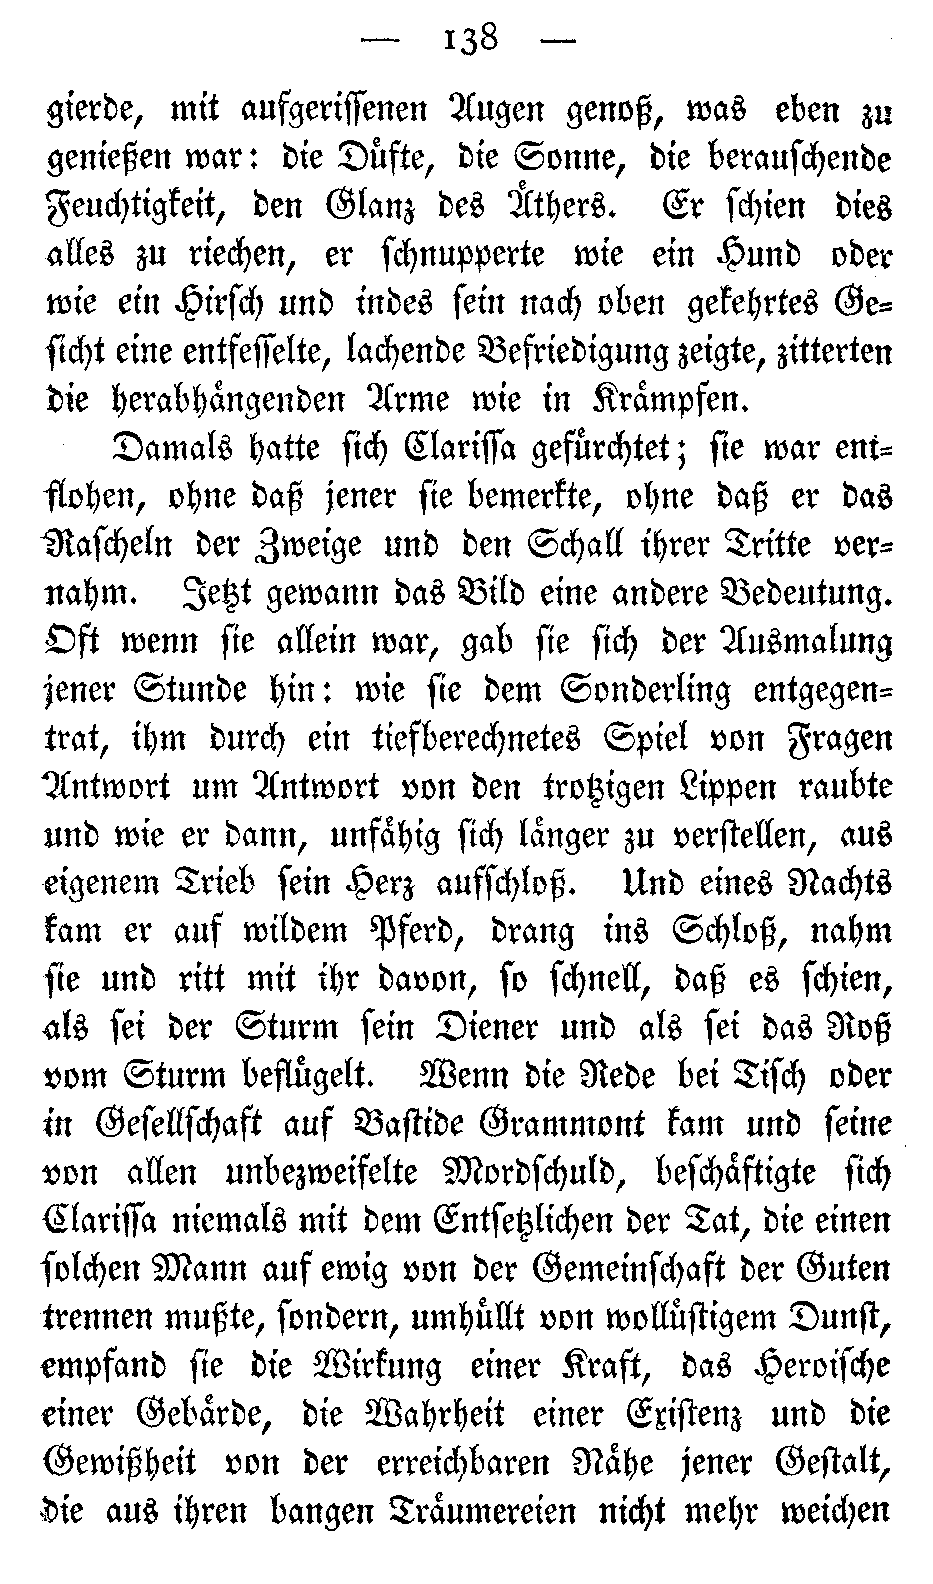 — 138 —
gierde, mit aufgerissenen Augen genoß, was eben zu
genießen war: die Düfte, die Sonne, die berauschende
Feuchtigkeit, den Glanz des Äthers. Er schien dies
alles zu riechen, er schnupperte wie ein Hund oder
wie ein Hirsch und indes sein nach oben gekehrtes Ge-
sicht eine entfesselte, lachende Befriedigung zeigte, zitterten
die herabhängenden Arme wie in Krämpfen.
Damals hatte sich Clarissa gefürchtet; sie war ent-
flohen, ohne daß jener sie bemerkte, ohne daß er das
Rascheln der Zweige und den Schall ihrer Tritte ver-
nahm. Jetzt gewann das Bild eine andere Bedeutung.
Oft wenn sie allein war, gab sie sich der Ausmalung
jener Stunde hin: wie sie dem Sonderling entgegen-
trat, ihm durch ein tiefberechnetes Spiel von Fragen
Antwort um Antwort von den trotzigen Lippen raubte
und wie er dann, unfähig sich länger zu verstellen, aus
eigenem Trieb sein Herz aufschloß. Und eines Nachts
kam er auf wildem Pferd, drang ins Schloß, nahm
sie und ritt mit ihr davon, so schnell, daß es schien,
als sei der Sturm sein Diener und als sei das Roß
vom Sturm beflügelt. Wenn die Rede bei Tisch oder
in Gesellschaft auf Bastide Grammont kam und seine
von allen unbezweifelte Mordschuld, beschäftigte sich
Clarissa niemals mit dem Entsetzlichen der Tat, die einen
solchen Mann auf ewig von der Gemeinschaft der Guten
trennen mußte, sondern, umhüllt von wollüstigem Dunst,
empfand sie die Wirkung einer Kraft, das Heroische
einer Gebärde, die Wahrheit einer Existenz und die
Gewißheit von der erreichbaren Nähe jener Gestalt,
die aus ihren bangen Träumereien nicht mehr weichen